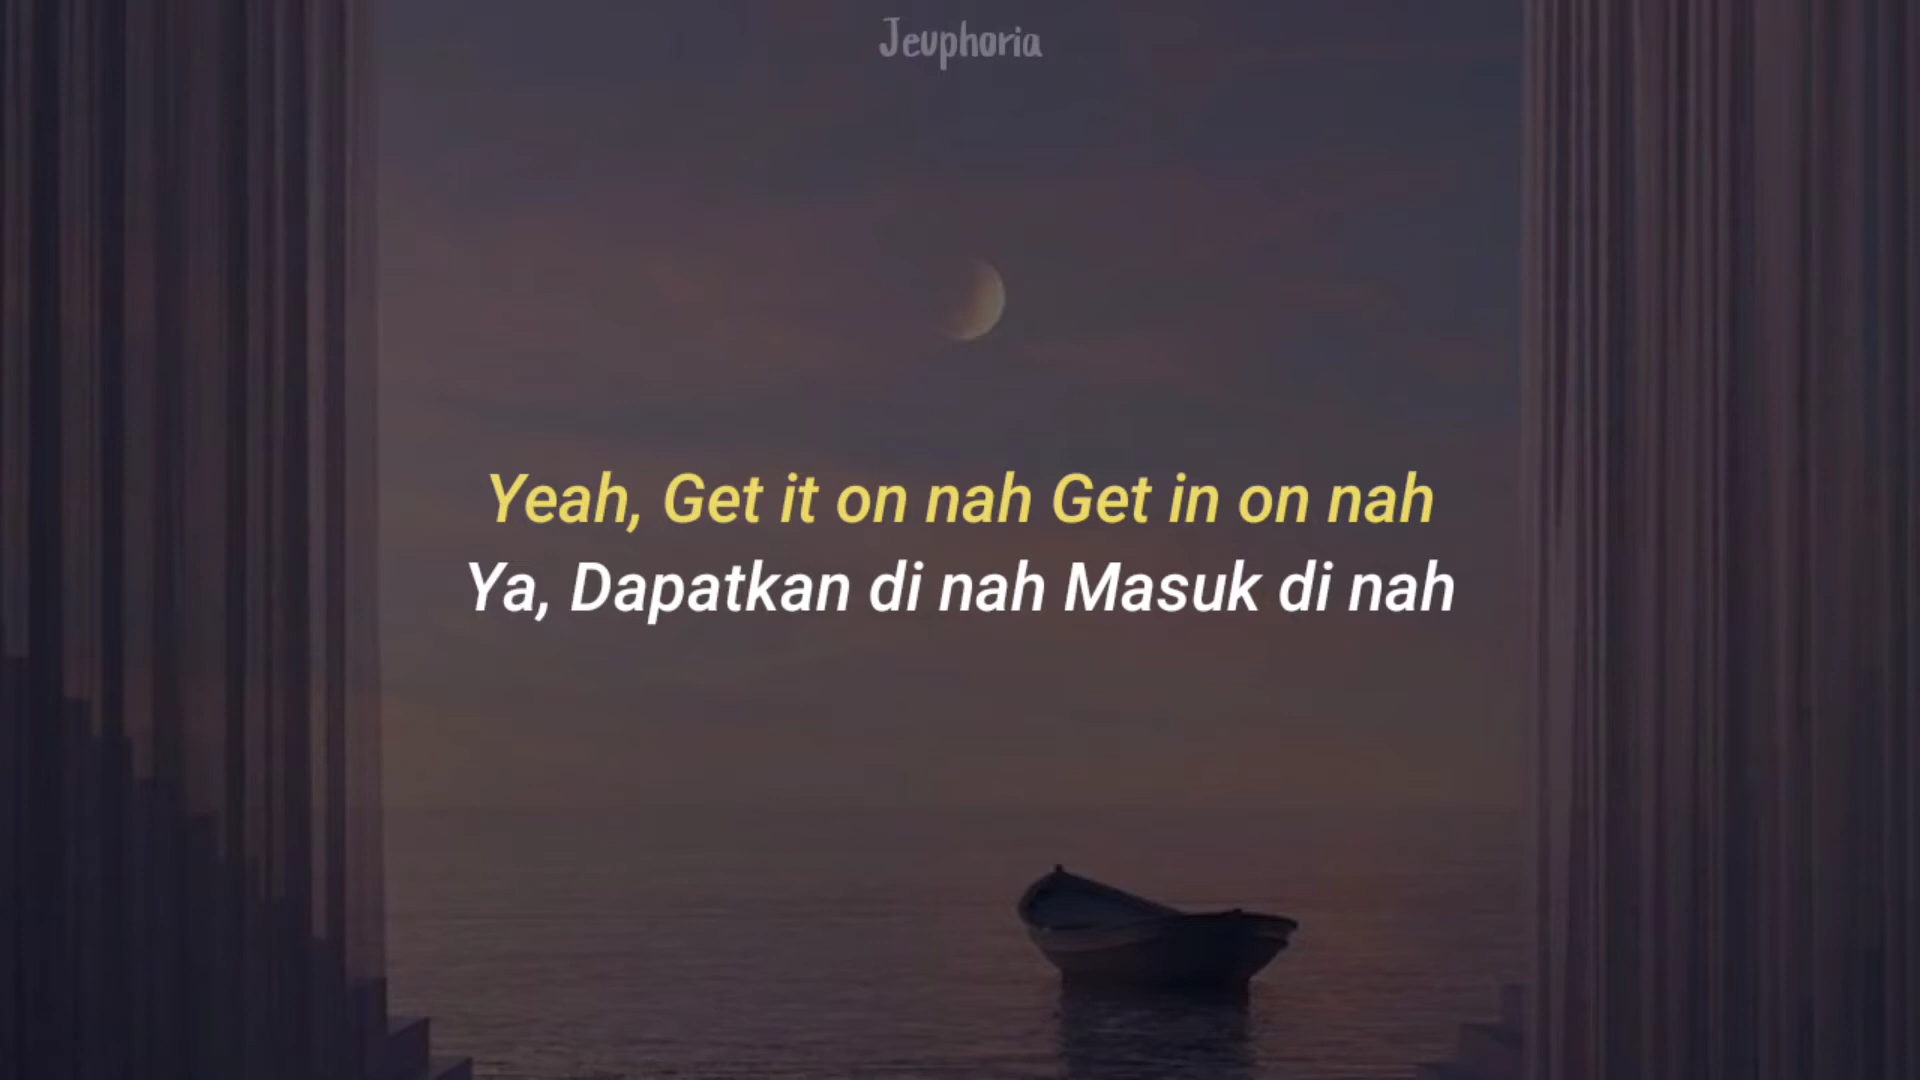 Jeuphoria
Yeah, Get it on nah Get in on nah
Ya, Dapatkan di nah Masuk di nah